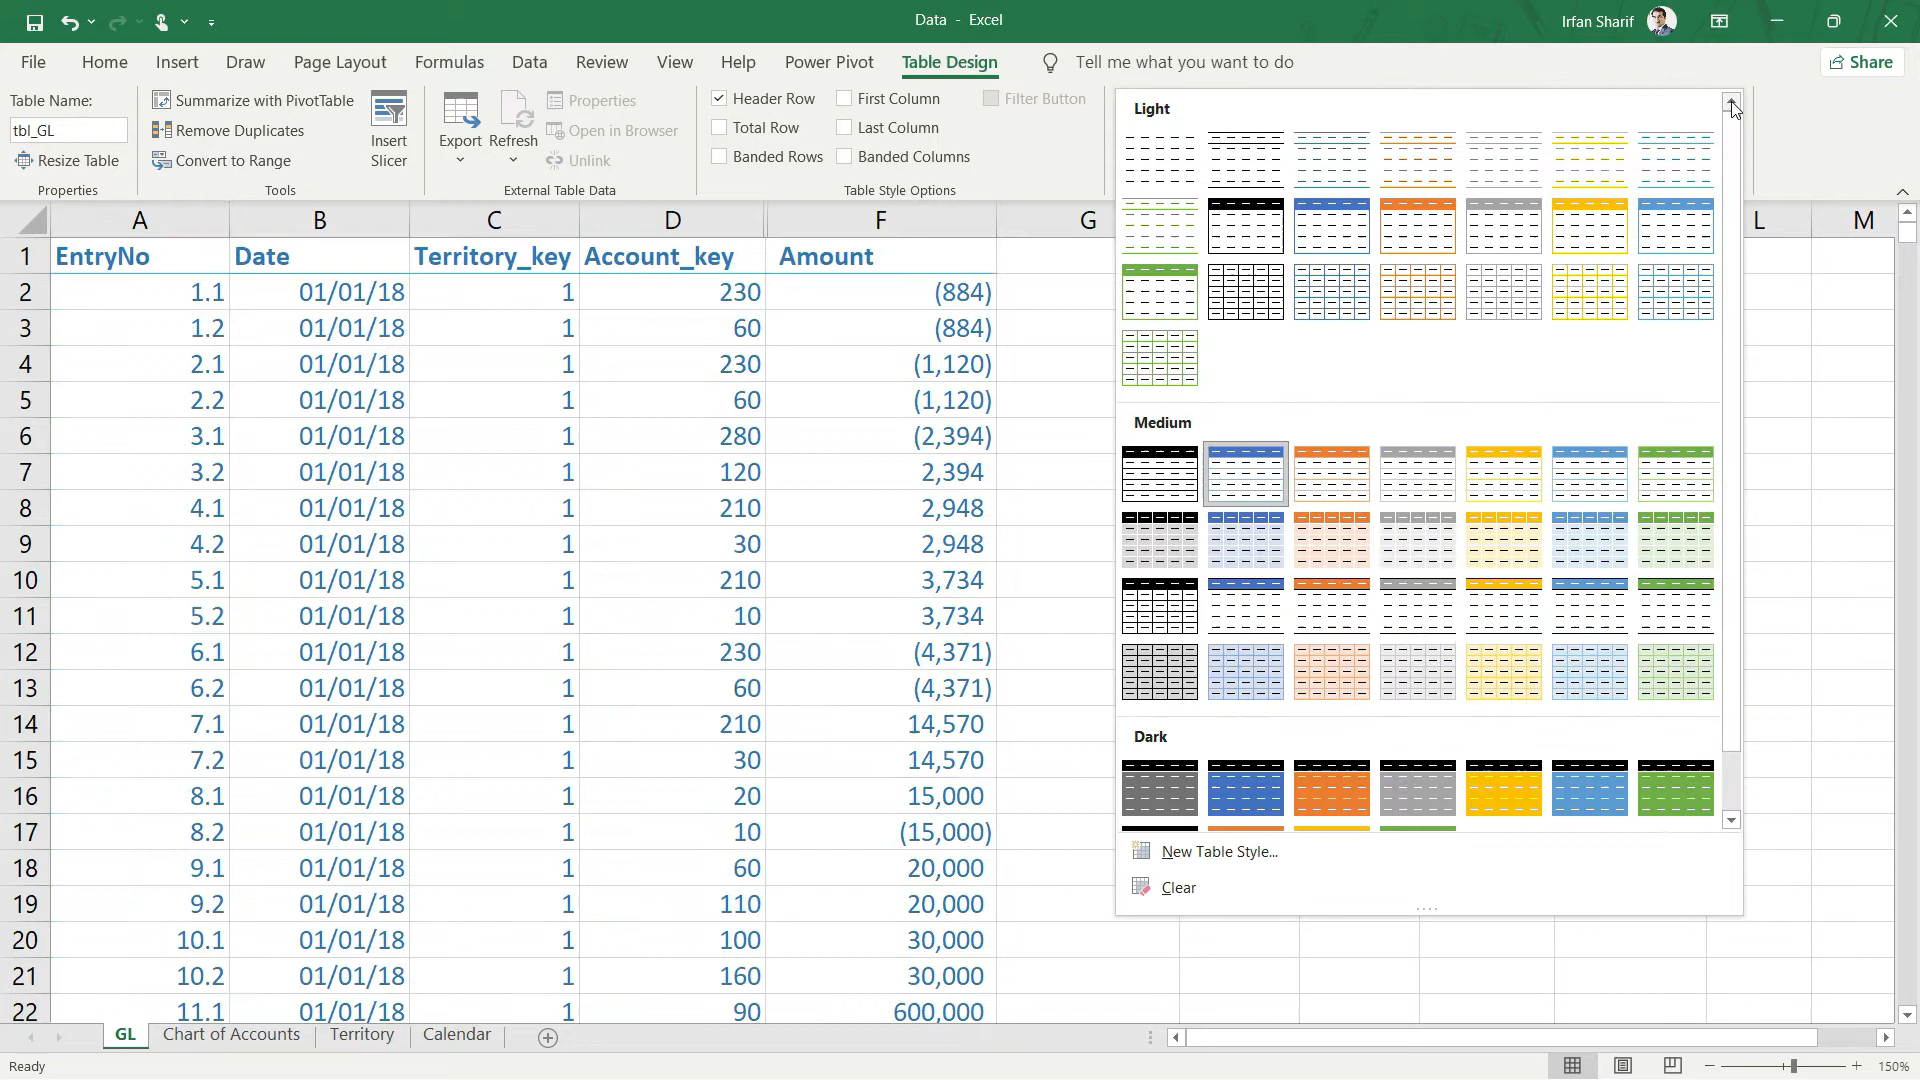 Data - Excel
Irfan Sharif
File Home Insert Draw Page Layout Formulas Data Review View Help Power Pivot Table Design Tell me what you want to do Share
Table Name:
tbl_GL
Resize Table
Properties
Summarize with PivotTable
Remove Duplicates
Convert to Range
Tools
Insert
Slicer
Export
Refresh
Properties
Open in Browser
Unlink
External Table Data
Header Row First Column Filter Button
Total Row Last Column
Banded Rows Banded Columns
Table Style Options
Light
Medium
Dark
New Table Style...
Clear
A B C D F G L M
1 EntryNo Date Territory_key Account_key Amount
2 1.1 01/01/18 1 230 (884)
3 1.2 01/01/18 1 60 (884)
4 2.1 01/01/18 1 230 (1,120)
5 2.2 01/01/18 1 60 (1,120)
6 3.1 01/01/18 1 280 (2,394)
7 3.2 01/01/18 1 120 2,394
8 4.1 01/01/18 1 210 2,948
9 4.2 01/01/18 1 30 2,948
10 5.1 01/01/18 1 210 3,734
11 5.2 01/01/18 1 10 3,734
12 6.1 01/01/18 1 230 (4,371)
13 6.2 01/01/18 1 60 (4,371)
14 7.1 01/01/18 1 210 14,570
15 7.2 01/01/18 1 30 14,570
16 8.1 01/01/18 1 20 15,000
17 8.2 01/01/18 1 10 (15,000)
18 9.1 01/01/18 1 60 20,000
19 9.2 01/01/18 1 110 20,000
20 10.1 01/01/18 1 100 30,000
21 10.2 01/01/18 1 160 30,000
22 11.1 01/01/18 1 90 600,000
GL Chart of Accounts Territory Calendar
Ready
150%